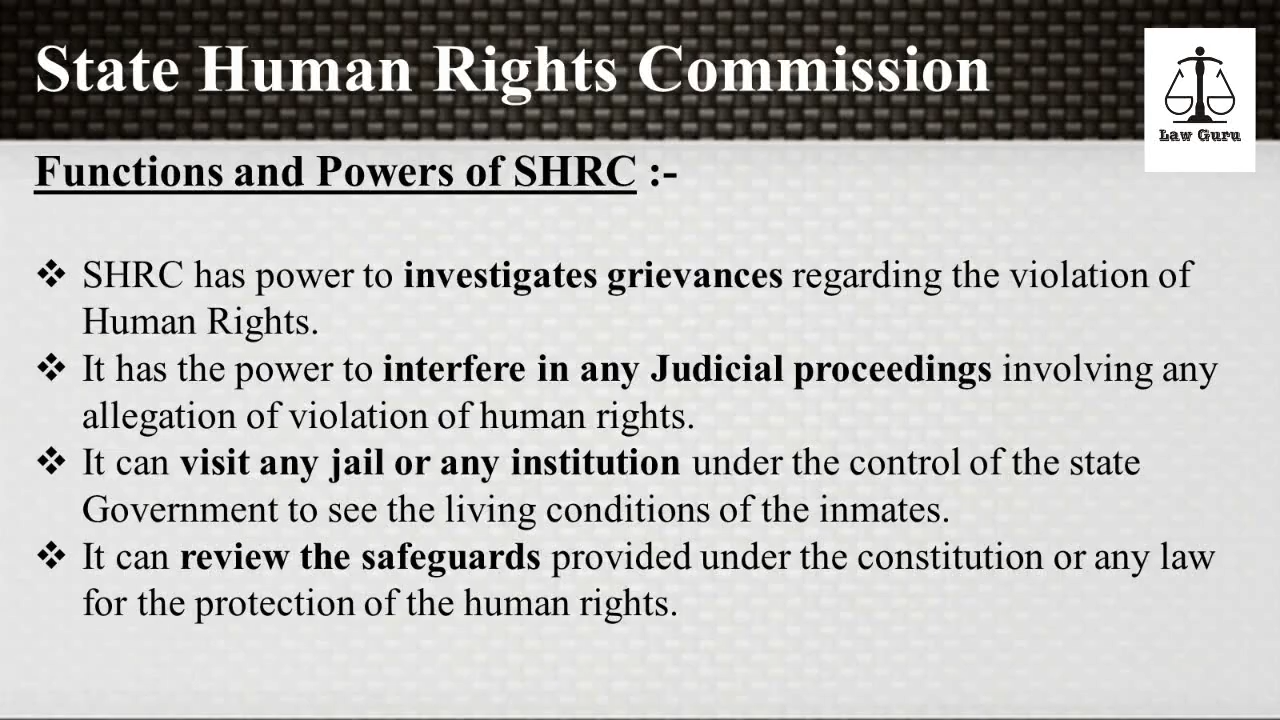 State Human Rights Commission
Law Guru
Functions and Powers of SHRC :-
❖ SHRC has power to investigates grievances regarding the violation of
Human Rights.
❖ It has the power to interfere in any Judicial proceedings involving any
allegation of violation of human rights.
❖ It can visit any jail or any institution under the control of the state
Government to see the living conditions of the inmates.
❖ It can review the safeguards provided under the constitution or any law
for the protection of the human rights.